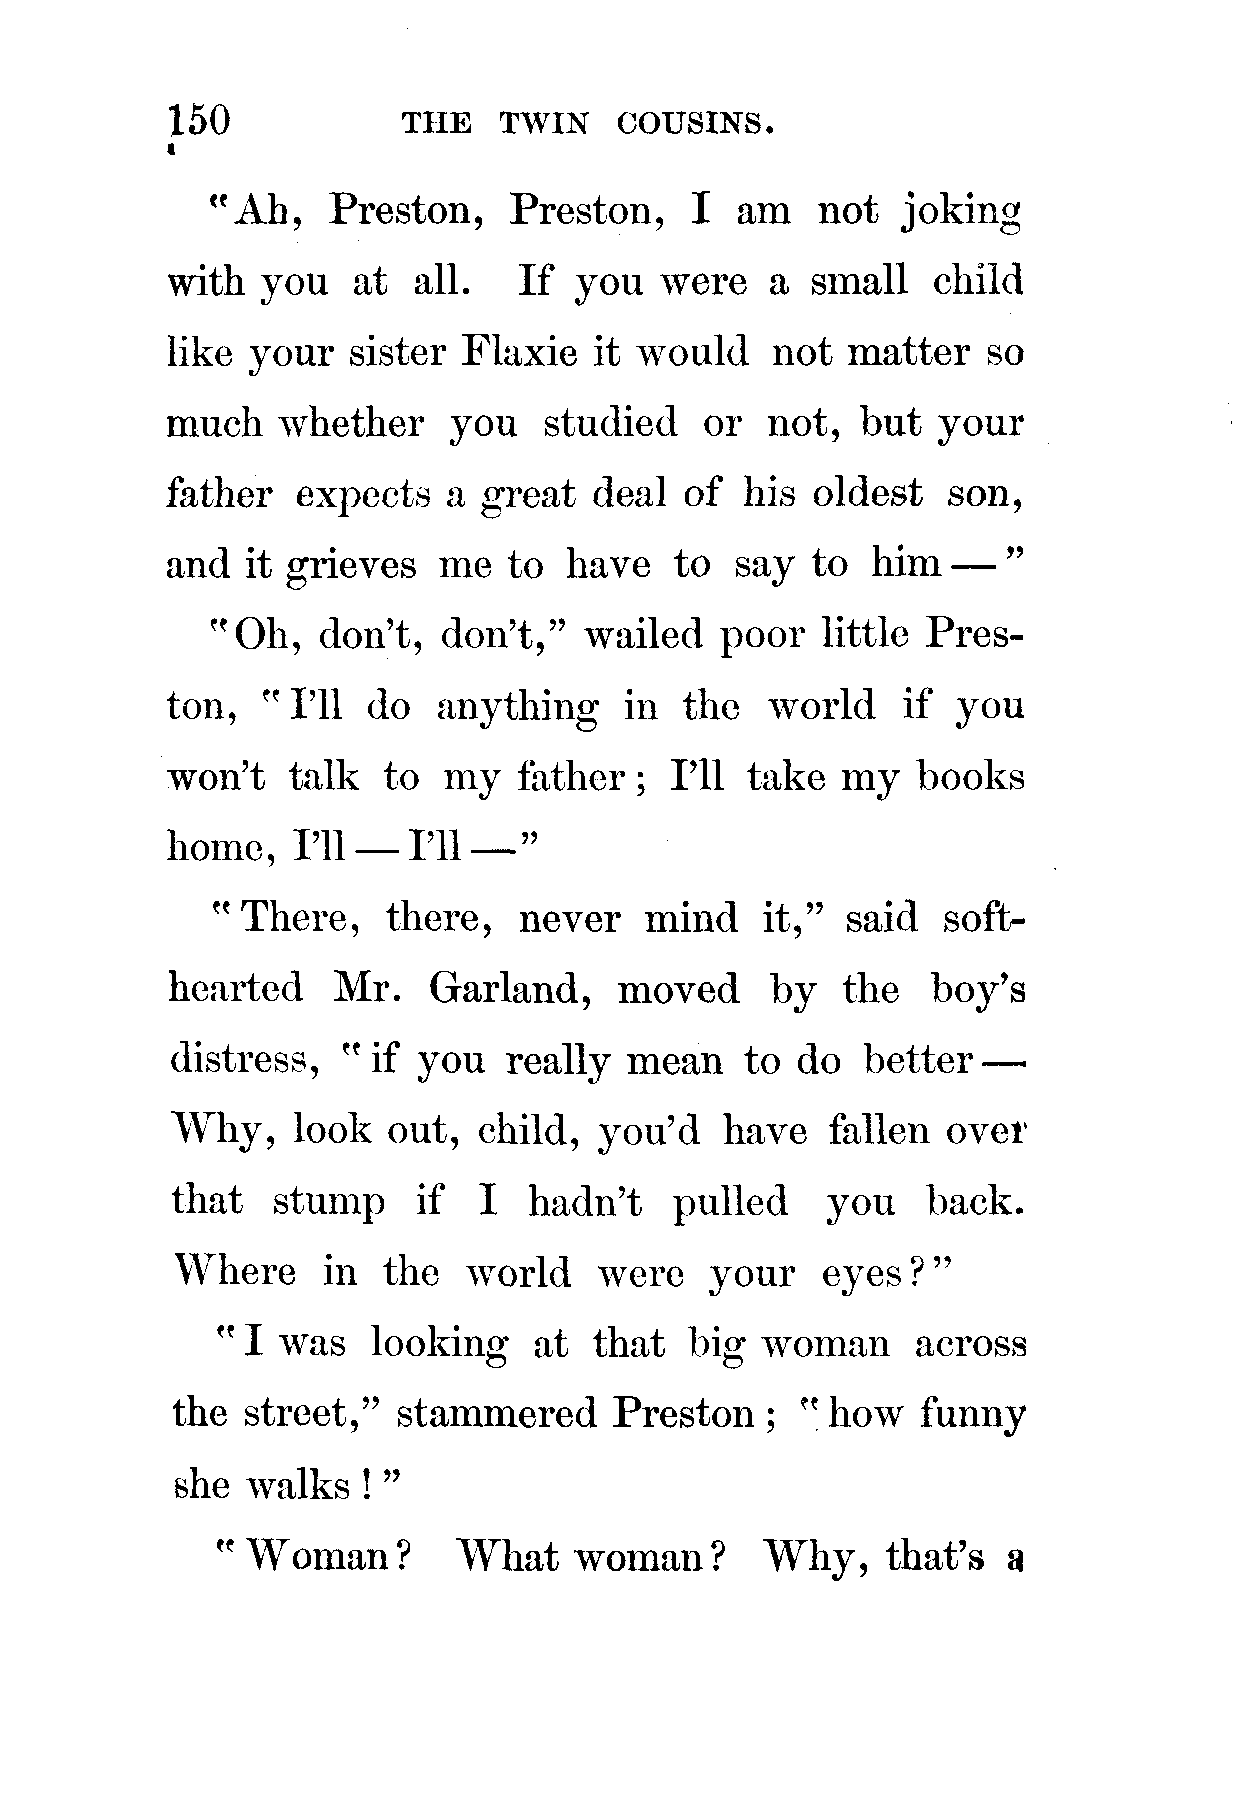 150 THE TWIN COUSINS.
"Ah, Preston, Preston, I am not joking
with you at all. If you were a small child
like your sister Flaxie it would not matter so
much whether you studied or not, but your
father expects a great deal of his oldest son,
and it grieves me to have to say to him — "
"Oh, don't, don't," wailed poor little Pres-
ton, "I'll do anything in the world if you
won't talk to my father; I'll take my books
home, I'll — I'll —"
"There, there, never mind it," said soft-
hearted Mr. Garland, moved by the boy's
distress, "if you really mean to do better —
Why, look out, child, you'd have fallen over
that stump if I hadn't pulled you back.
Where in the world were your eyes?"
"I was looking at that big woman across
the street," stammered Preston; "how funny
she walks!"
"Woman? What woman? Why, that's a